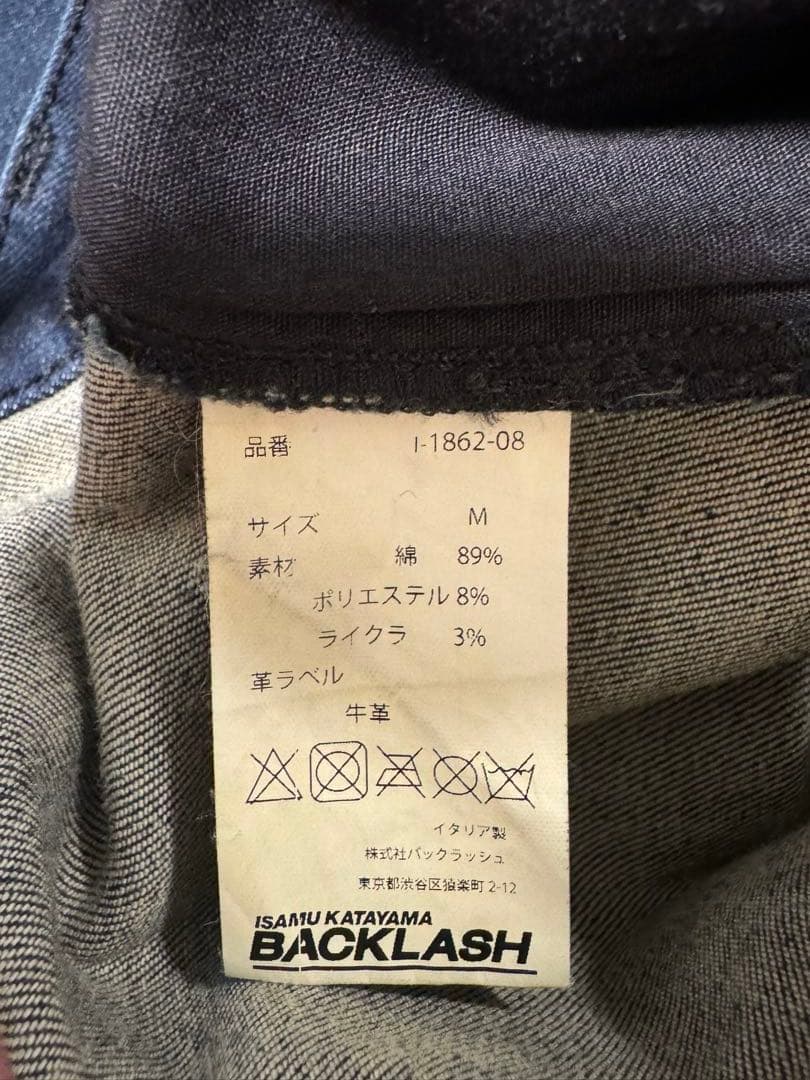 品番 I-1862-08
サイズ M
素材 綿 89%
ポリエステル 8%
ライクラ 3%
革ラベル
牛革
イタリア製
株式会社バックラッシュ
東京都渋谷区猿楽町 2-12
ISAMU KATAYAMA
BACKLASH